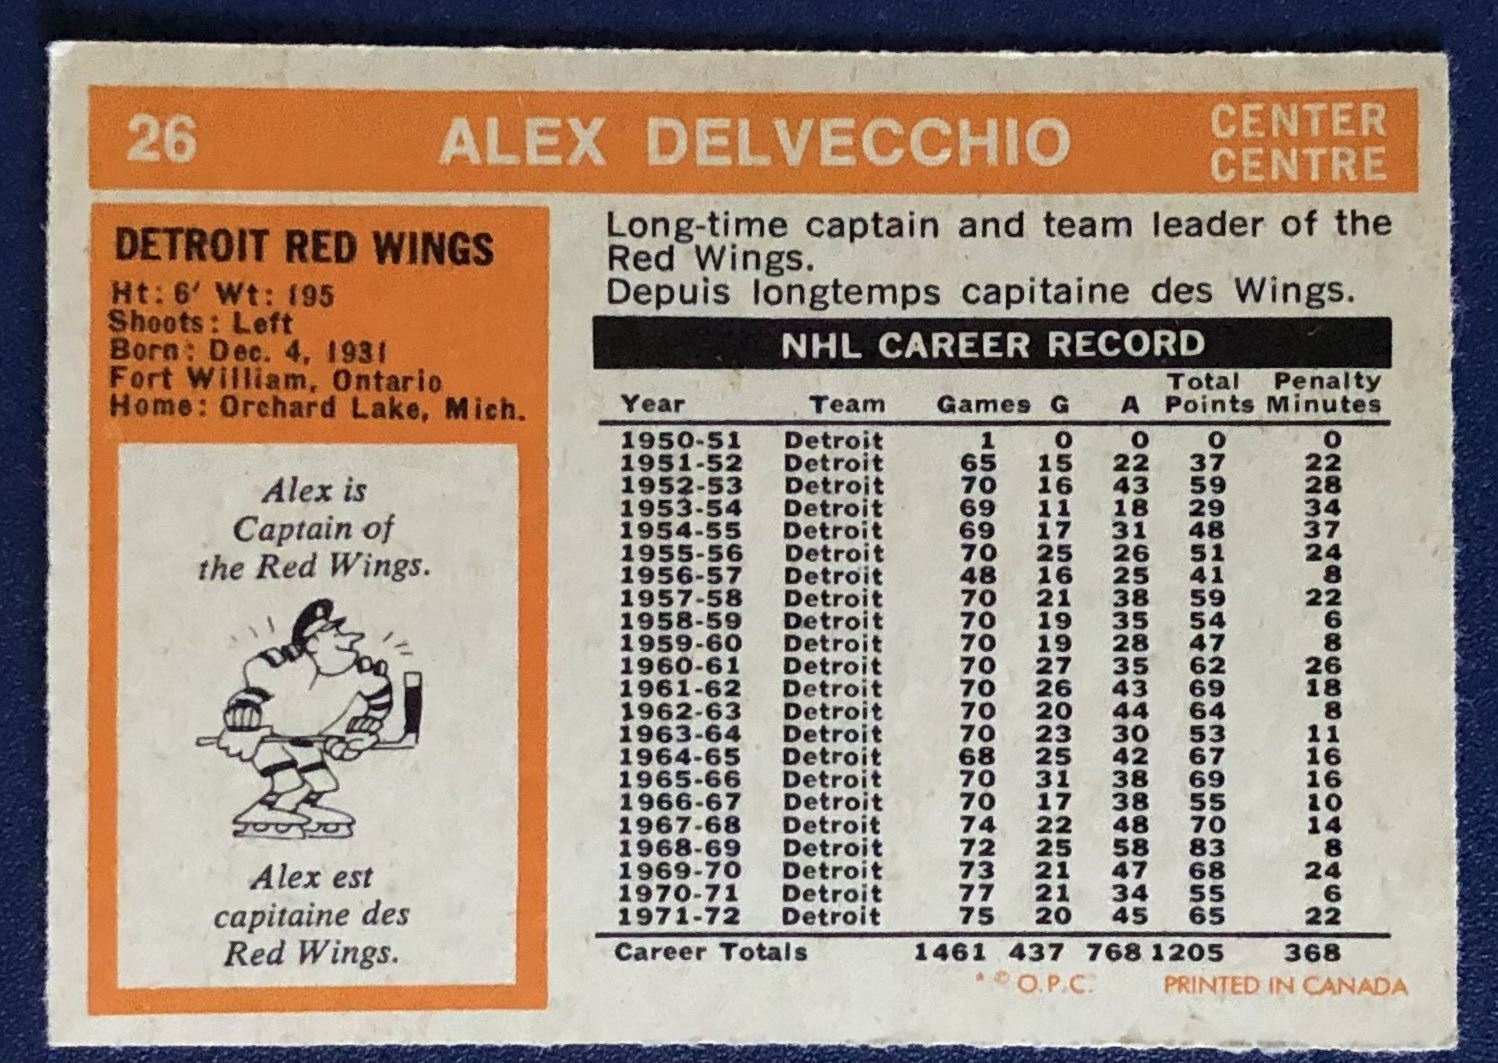 26 ALEX DELVECCHIO CENTER
CENTRE
DETROIT RED WINGS
Ht: 6' Wt: 195
Shoots: Left
Born: Dec. 4, 1931
Fort William, Ontario
Home: Orchard Lake, Mich.
Alex is
Captain of
the Red Wings.
Alex est
capitaine des
Red Wings.
Long-time captain and team leader of the
Red Wings.
Depuis longtemps capitaine des Wings.
NHL CAREER RECORD
Year Team Games G A Total Points Penalty Minutes
1950-51 Detroit 1 0 0 0 0
1951-52 Detroit 65 15 22 37 22
1952-53 Detroit 70 16 43 59 28
1953-54 Detroit 69 11 18 29 34
1954-55 Detroit 69 17 31 48 37
1955-56 Detroit 70 25 26 51 24
1956-57 Detroit 48 16 25 41 8
1957-58 Detroit 70 21 38 59 22
1958-59 Detroit 70 19 35 54 6
1959-60 Detroit 70 19 28 47 8
1960-61 Detroit 70 27 35 62 26
1961-62 Detroit 70 26 43 69 18
1962-63 Detroit 70 20 44 64 8
1963-64 Detroit 70 23 30 53 11
1964-65 Detroit 68 25 42 67 16
1965-66 Detroit 70 31 38 69 16
1966-67 Detroit 70 17 38 55 10
1967-68 Detroit 74 22 48 70 14
1968-69 Detroit 72 25 58 83 8
1969-70 Detroit 73 21 47 68 24
1970-71 Detroit 77 21 34 55 6
1971-72 Detroit 75 20 45 65 22
Career Totals 1461 437 768 1205 368
* © O.P.C. PRINTED IN CANADA